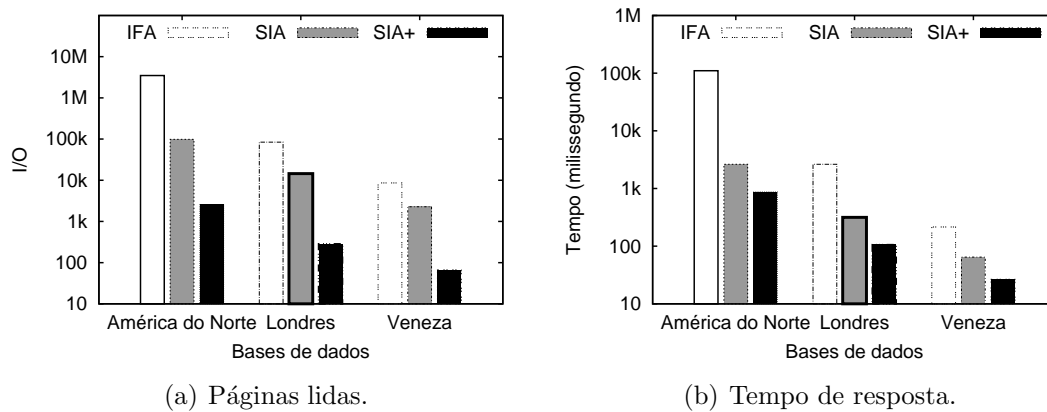 IFA SIA SIA+
10M
1M
100k
10k
1k
100
10
I/O
América do Norte Londres Veneza
Bases de dados
(a) Páginas lidas.
1M
IFA SIA SIA+
100k
10k
1k
100
10
Tempo (milissegundo)
América do Norte Londres Veneza
Bases de dados
(b) Tempo de resposta.